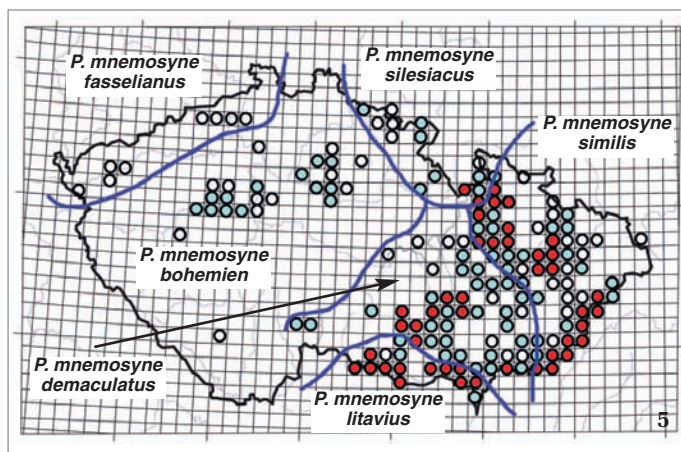 P. mnemosyne
fasselianus
P. mnemosyne
silesiacus
P. mnemosyne
similis
P. mnemosyne
bohemien
P. mnemosyne
demaculatus
P. mnemosyne
litavius
5